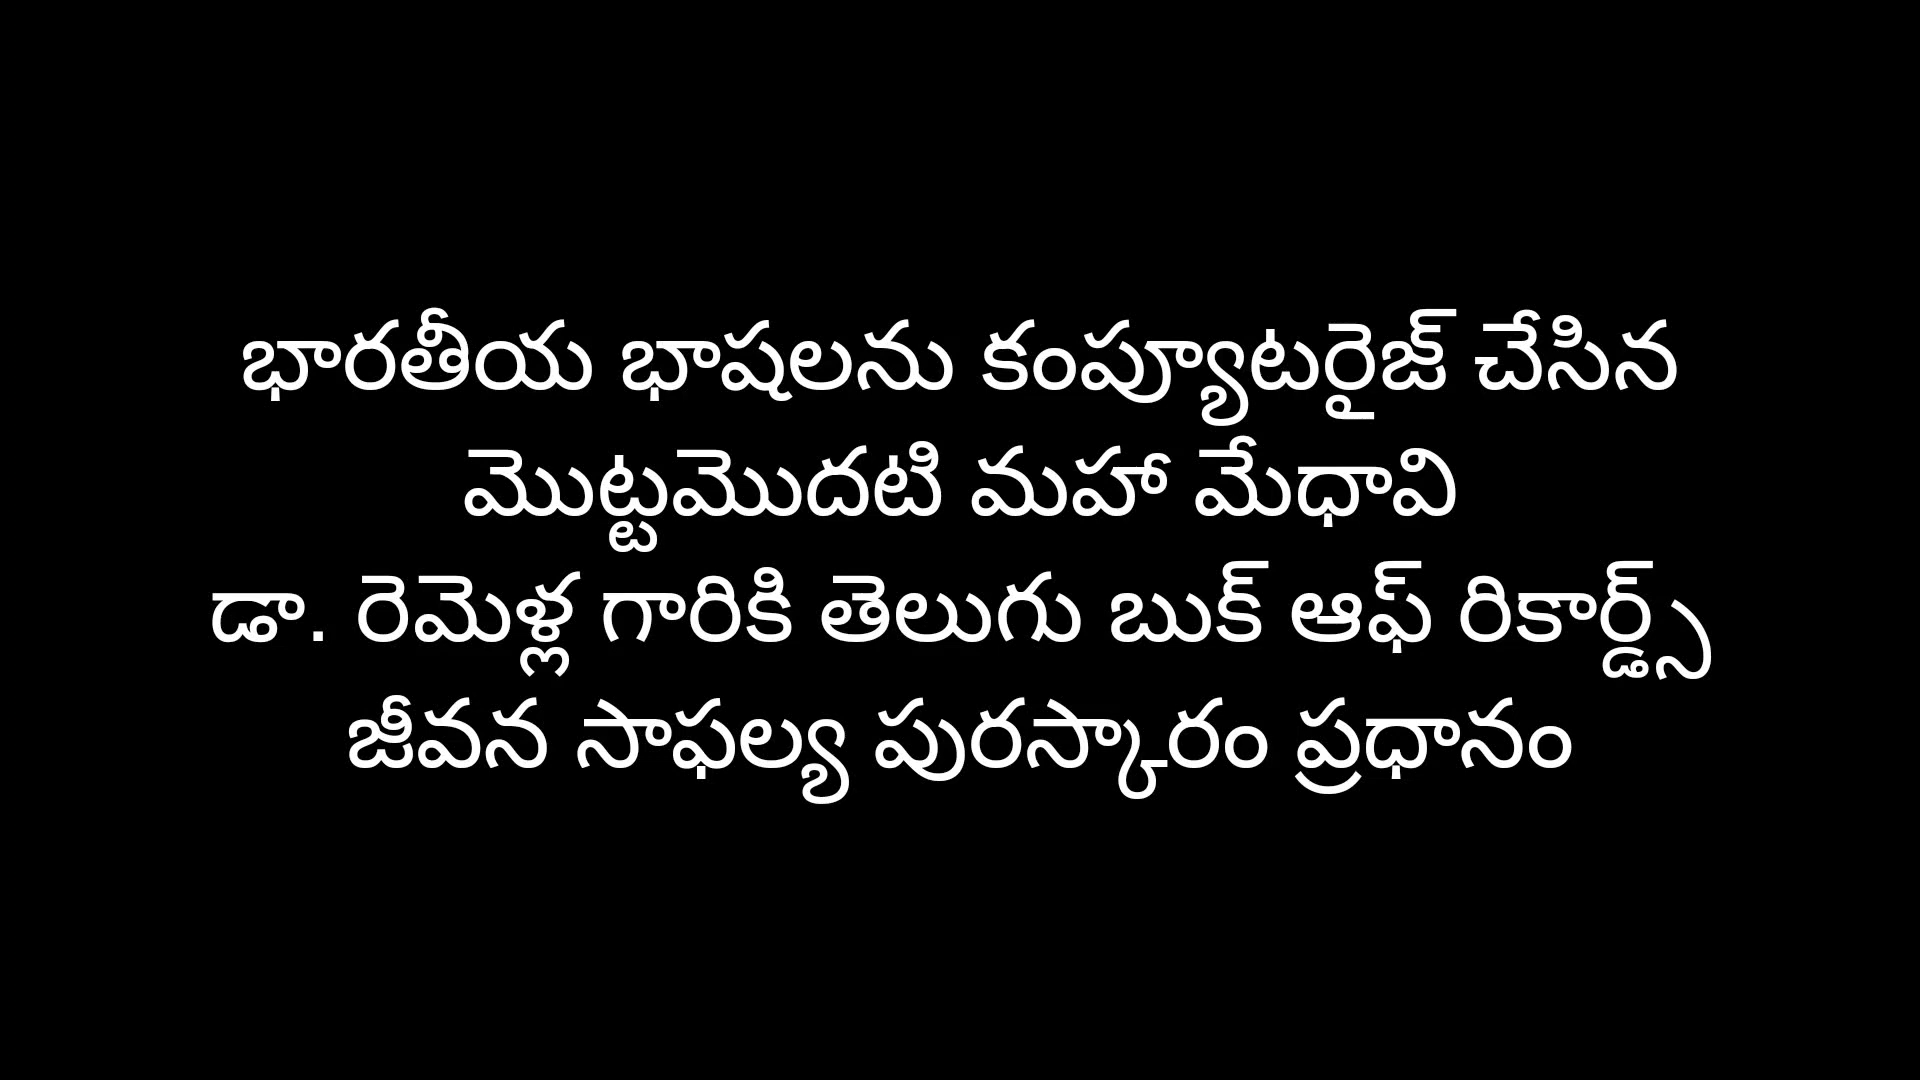 భారతీయ భాషలను కంప్యూటరైజ్ చేసిన
మొట్టమొదటి మహా మేధావి
డా. రెమెళ్ల గారికి తెలుగు బుక్ ఆఫ్ రికార్డ్స్
జీవన సాఫల్య పురస్కారం ప్రధానం